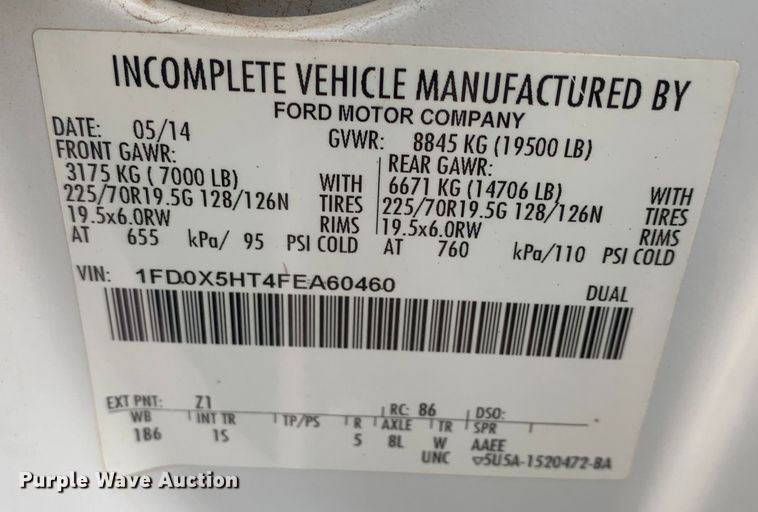 INCOMPLETE VEHICLE MANUFACTURED BY
FORD MOTOR COMPANY
DATE: 05/14 GVWR: 8845 KG (19500 LB)
FRONT GAWR: REAR GAWR:
3175 KG ( 7000 LB) WITH 6671 KG (14706 LB) WITH
225/70R19.5G 128/126N TIRES 225/70R19.5G 128/126N TIRES
19.5x6.0RW RIMS 19.5x6.0RW RIMS
AT 655 kPa/ 95 PSI COLD AT 760 kPa/110 PSI COLD
VIN: 1FD0X5HT4FEA60460 DUAL
EXT PNT: Z1 RC: 86 DSO:
WB INT TR TP/PS R AXLE TR SPR
186 1S 5 8L W AAEE
UNC ▽5U5A-1520472-BA
Purple Wave Auction